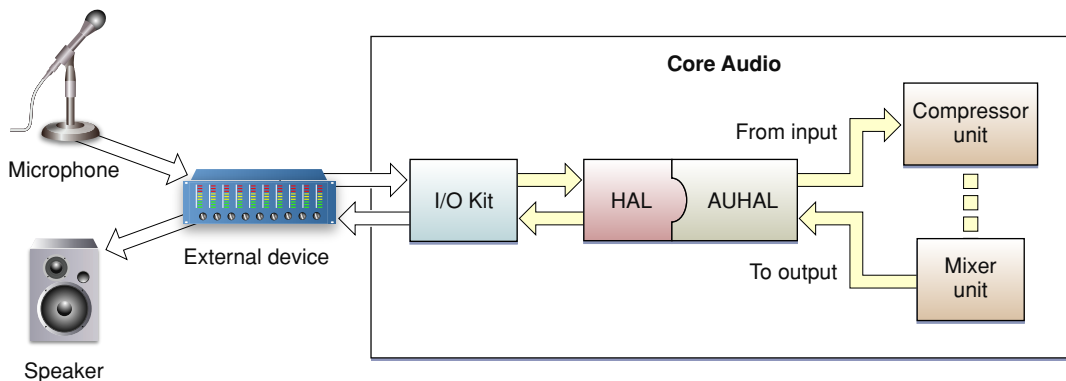 Core Audio
Compressor
unit
From input
Microphone
I/O Kit
HAL
AUHAL
External device
To output
Mixer
unit
Speaker